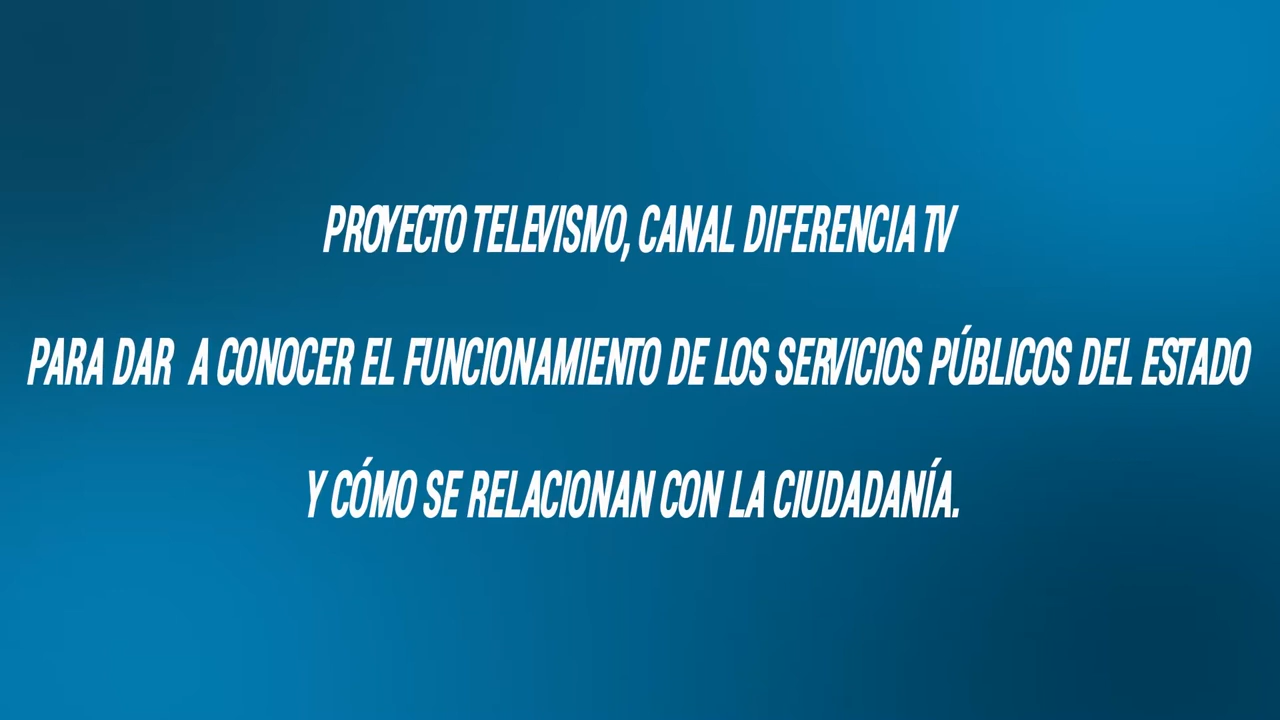 PROYECTO TELEVISIVO, CANAL DIFERENCIA TV
PARA DAR A CONOCER EL FUNCIONAMIENTO DE LOS SERVICIOS PÚBLICOS DEL ESTADO
Y CÓMO SE RELACIONAN CON LA CIUDADANÍA.